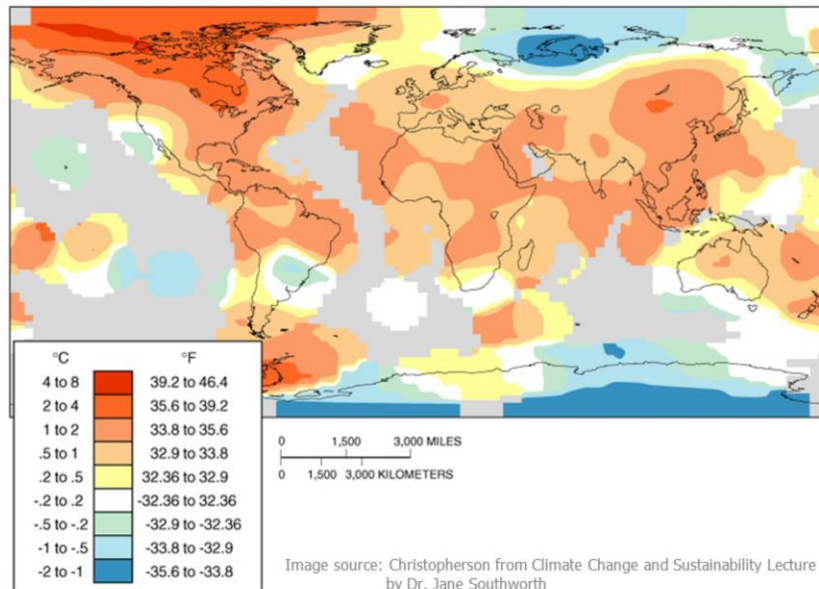 °C °F
4 to 8 39.2 to 46.4
2 to 4 35.6 to 39.2
1 to 2 33.8 to 35.6
.5 to 1 32.9 to 33.8
.2 to .5 32.36 to 32.9
-.2 to .2 -32.36 to 32.36
-.5 to -.2 -32.9 to -32.36
-1 to -.5 -33.8 to -32.9
-2 to -1 -35.6 to -33.8
0 1,500 3,000 MILES
0 1,500 3,000 KILOMETERS
Image source: Christopherson from Climate Change and Sustainability Lecture
by Dr. Jane Southworth